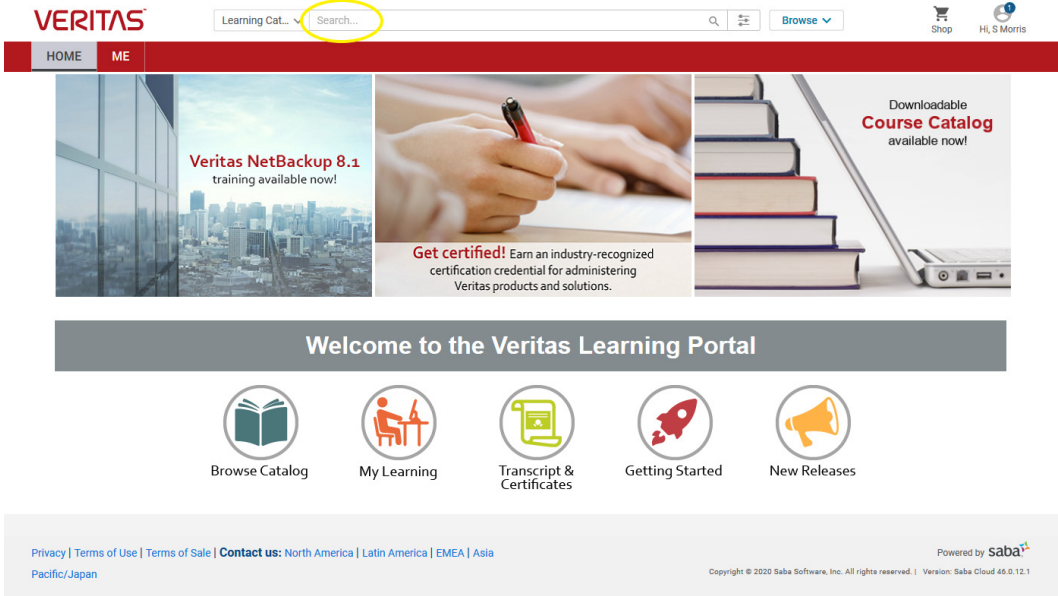 VERITAS
Learning Cat... Search... Browse
Shop
1
Hi, S Morris
HOME ME
Veritas NetBackup 8.1
training available now!
Get certified! Earn an industry-recognized
certification credential for administering
Veritas products and solutions.
Downloadable
Course Catalog
available now!
Welcome to the Veritas Learning Portal
Browse Catalog
My Learning
Transcript &
Certificates
Getting Started
New Releases
Privacy | Terms of Use | Terms of Sale | Contact us: North America | Latin America | EMEA | Asia
Pacific/Japan
Powered by saba
Copyright © 2020 Saba Software, Inc. All rights reserved. | Version: Saba Cloud 46.0.12.1